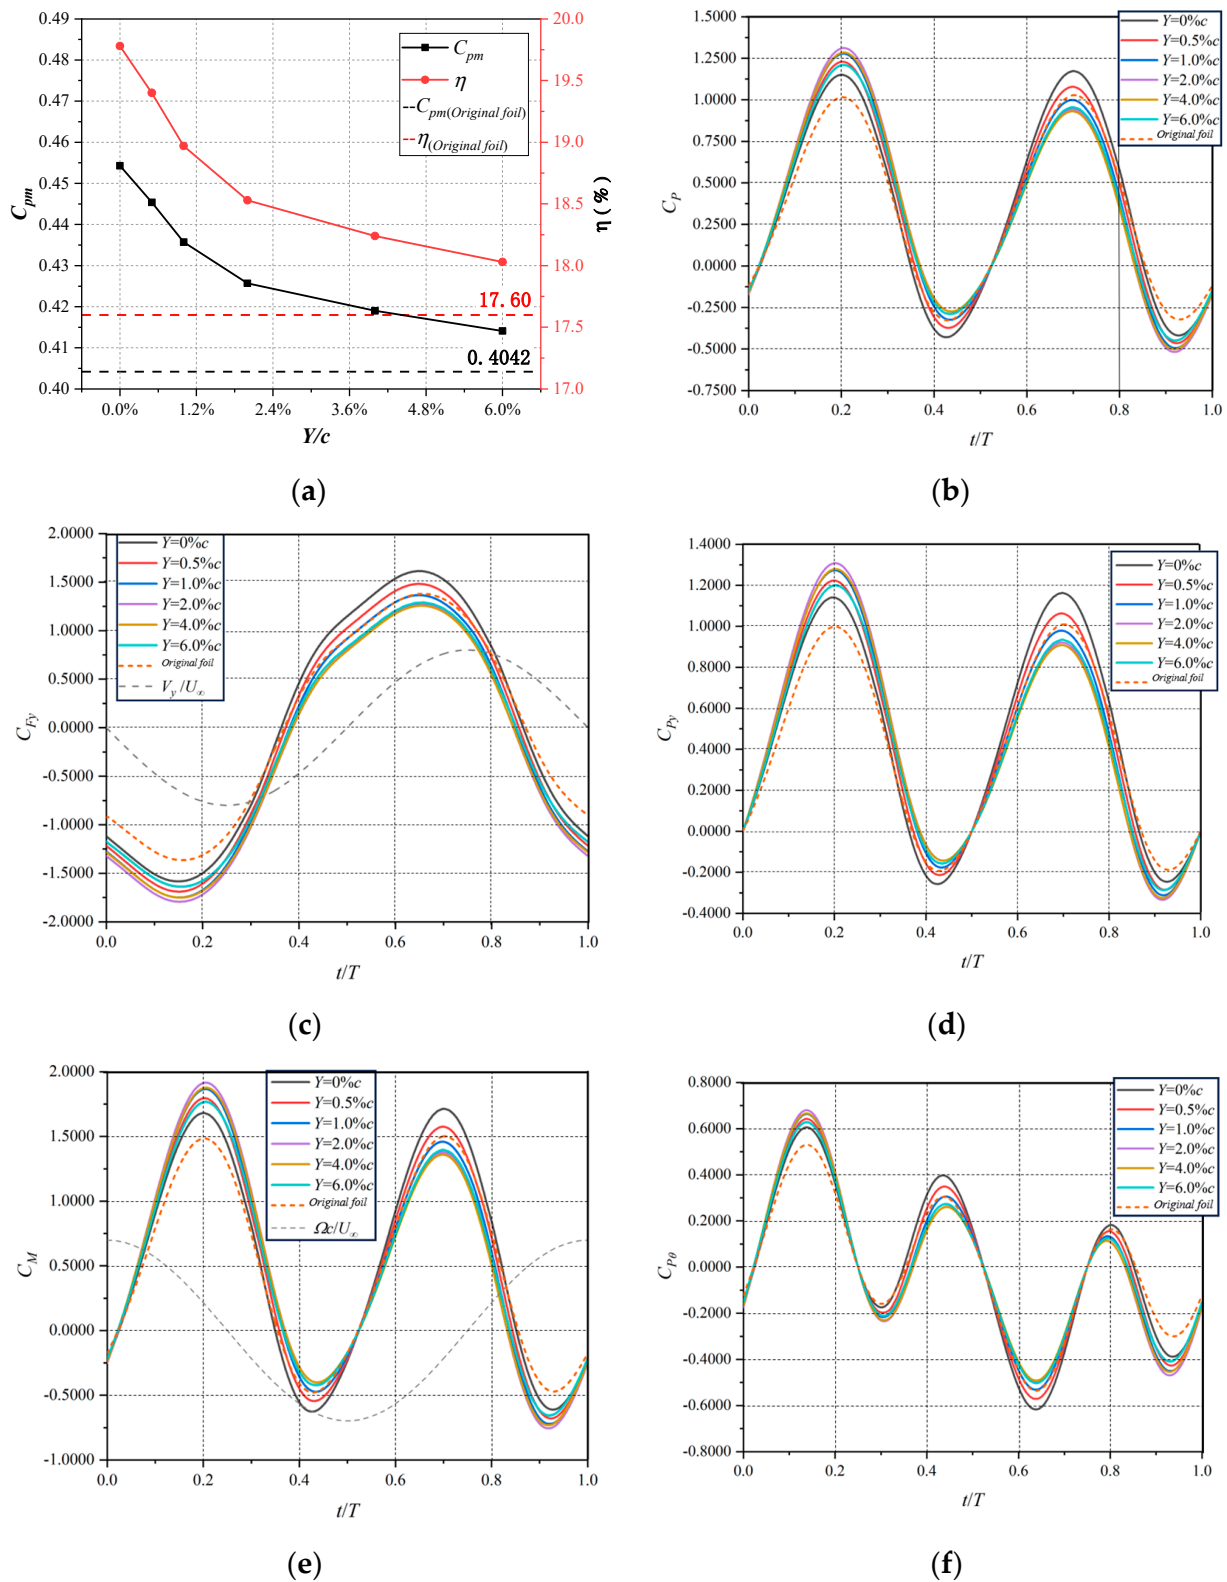 0.49
0.48
0.47
0.46
0.45
0.44
0.43
0.42
0.41
0.40
C_pm
20.0
19.5
19.0
18.5
18.0
17.5
17.0
η (%)
C_pm
η
C_pm(Original foil)
η(Original foil)
17.60
0.4042
0.0% 1.2% 2.4% 3.6% 4.8% 6.0%
Y/c
(a)
1.5000
1.2500
1.0000
0.7500
0.5000
0.2500
0.0000
-0.2500
-0.5000
-0.7500
C_P
Y=0%c
Y=0.5%c
Y=1.0%c
Y=2.0%c
Y=4.0%c
Y=6.0%c
Original foil
0.0 0.2 0.4 0.6 0.8 1.0
t/T
(b)
2.0000
1.5000
1.0000
0.5000
0.0000
-0.5000
-1.0000
-1.5000
-2.0000
C_Fy
Y=0%c
Y=0.5%c
Y=1.0%c
Y=2.0%c
Y=4.0%c
Y=6.0%c
Original foil
V_y/U_∞
0.0 0.2 0.4 0.6 0.8 1.0
t/T
(c)
1.4000
1.2000
1.0000
0.8000
0.6000
0.4000
0.2000
0.0000
-0.2000
-0.4000
C_Py
Y=0%c
Y=0.5%c
Y=1.0%c
Y=2.0%c
Y=4.0%c
Y=6.0%c
Original foil
0.0 0.2 0.4 0.6 0.8 1.0
t/T
(d)
2.0000
1.5000
1.0000
0.5000
0.0000
-0.5000
-1.0000
C_M
Y=0%c
Y=0.5%c
Y=1.0%c
Y=2.0%c
Y=4.0%c
Y=6.0%c
Original foil
Ωc/U_∞
0.0 0.2 0.4 0.6 0.8 1.0
t/T
(e)
0.8000
0.6000
0.4000
0.2000
0.0000
-0.2000
-0.4000
-0.6000
-0.8000
C_Pθ
Y=0%c
Y=0.5%c
Y=1.0%c
Y=2.0%c
Y=4.0%c
Y=6.0%c
Original foil
0.0 0.2 0.4 0.6 0.8 1.0
t/T
(f)